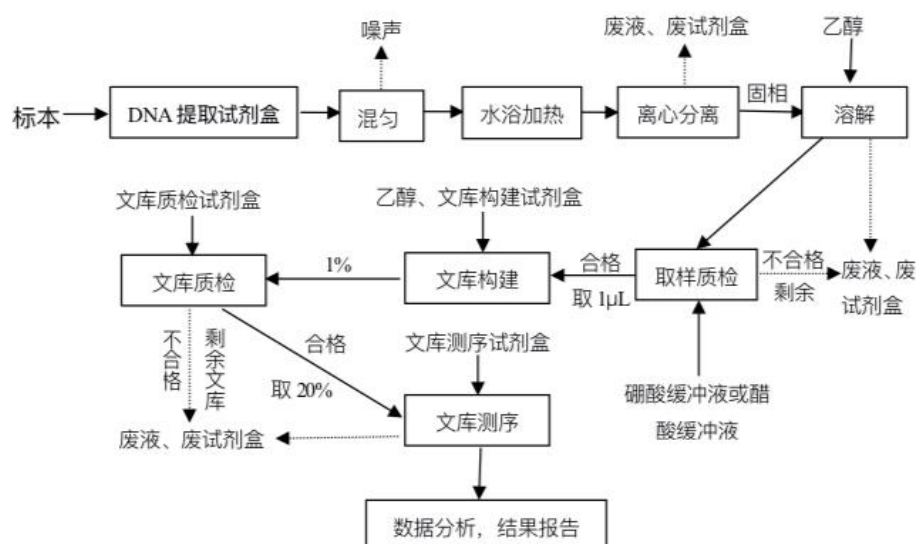 噪声
废液、废试剂盒
乙醇
标本
DNA 提取试剂盒
混匀
水浴加热
离心分离
固相
溶解
文库质检试剂盒
乙醇、文库构建试剂盒
文库质检
1%
文库构建
合格
取 1μL
取样质检
不合格
剩余
废液、废
试剂盒
不合格
剩余文库
合格
取 20%
文库测序试剂盒
文库测序
硼酸缓冲液或醋
酸缓冲液
废液、废试剂盒
数据分析，结果报告